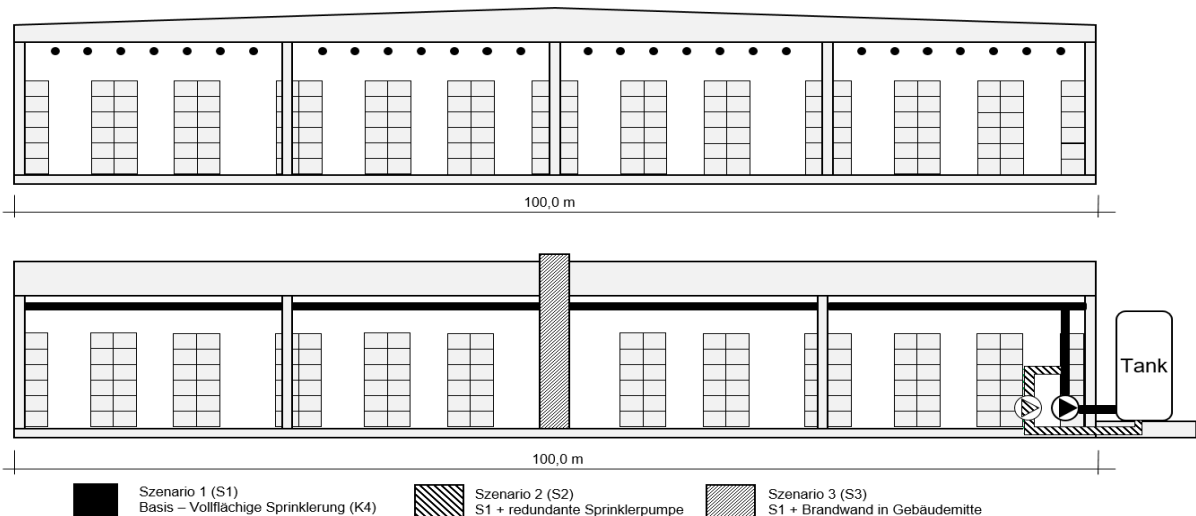 100,0 m
Tank
100,0 m
Szenario 1 (S1)
Basis – Vollflächige Sprinklerung (K4)
Szenario 2 (S2)
S1 + redundante Sprinklerpumpe
Szenario 3 (S3)
S1 + Brandwand in Gebäudemitte